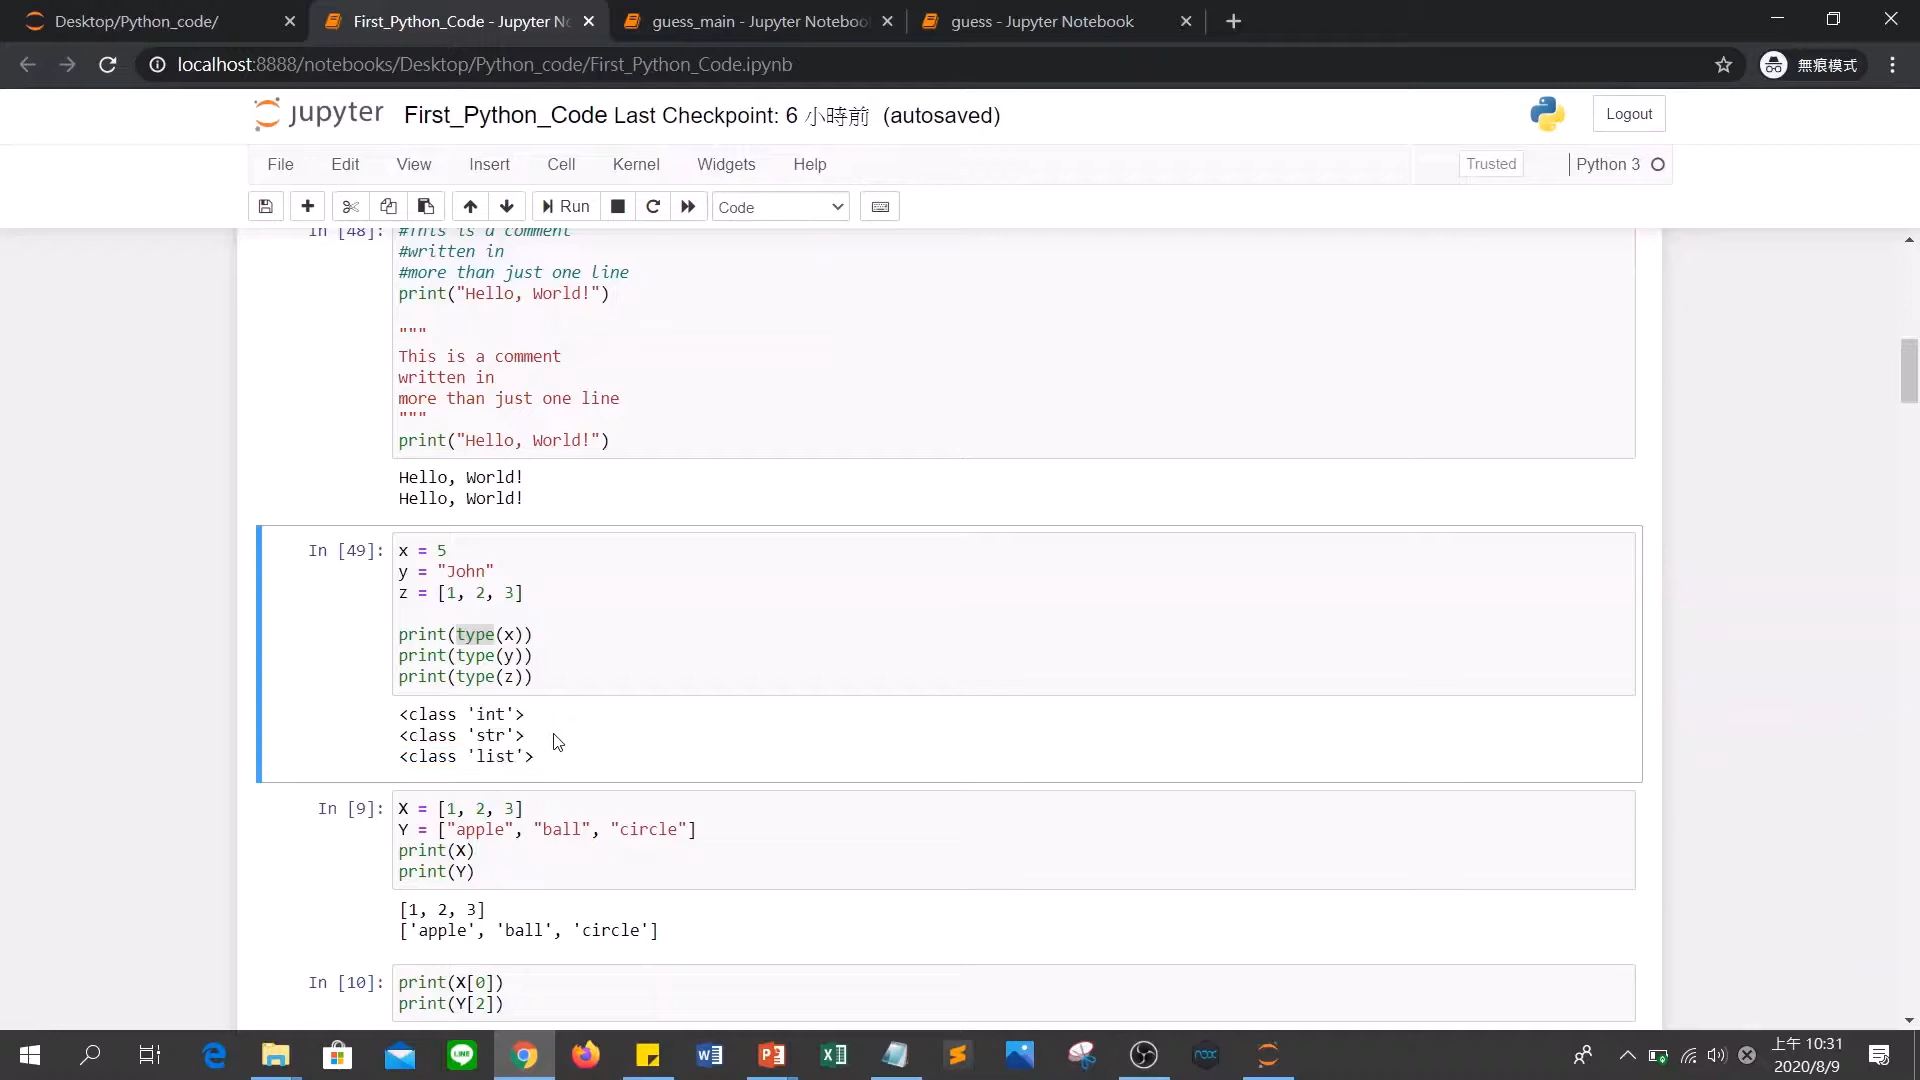 Desktop/Python_code/
First_Python_Code - Jupyter No
guess_main - Jupyter Notebook
guess - Jupyter Notebook
localhost:8888/notebooks/Desktop/Python_code/First_Python_Code.ipynb
無痕模式
jupyter First_Python_Code Last Checkpoint: 6 小時前 (autosaved)
Logout
File Edit View Insert Cell Kernel Widgets Help
Trusted
Python 3
Run
Code
In [48]: #This is a comment
#written in
#more than just one line
print("Hello, World!")
"""
This is a comment
written in
more than just one line
"""
print("Hello, World!")
Hello, World!
Hello, World!
In [49]: x = 5
y = "John"
z = [1, 2, 3]
print(type(x))
print(type(y))
print(type(z))
<class 'int'>
<class 'str'>
<class 'list'>
In [9]: X = [1, 2, 3]
Y = ["apple", "ball", "circle"]
print(X)
print(Y)
[1, 2, 3]
['apple', 'ball', 'circle']
In [10]: print(X[0])
print(Y[2])
上午 10:31
2020/8/9